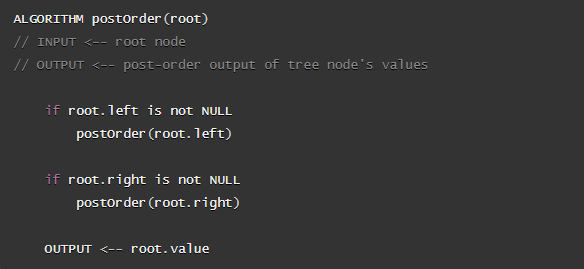 ALGORITHM postOrder(root)
// INPUT <-- root node
// OUTPUT <-- post-order output of tree node's values
if root.left is not NULL
postOrder(root.left)
if root.right is not NULL
postOrder(root.right)
OUTPUT <-- root.value